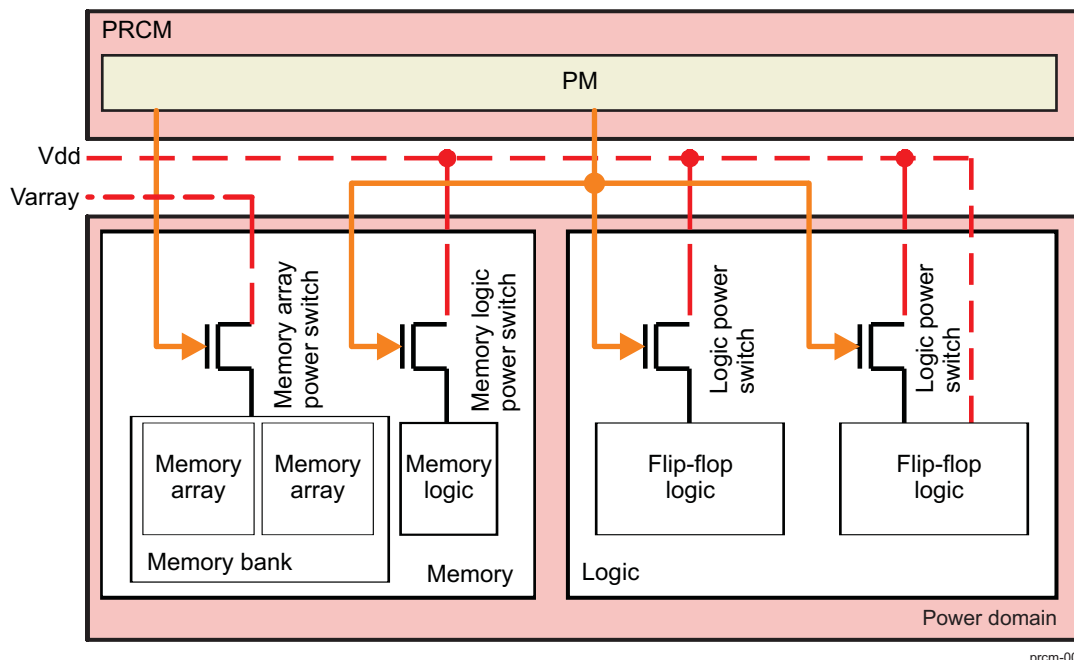 PRCM
PM
Vdd
Varray
Memory array
power switch
Memory logic
power switch
Logic power
switch
Logic power
switch
Memory
array
Memory
array
Memory
logic
Flip-flop
logic
Flip-flop
logic
Memory bank
Memory
Logic
Power domain